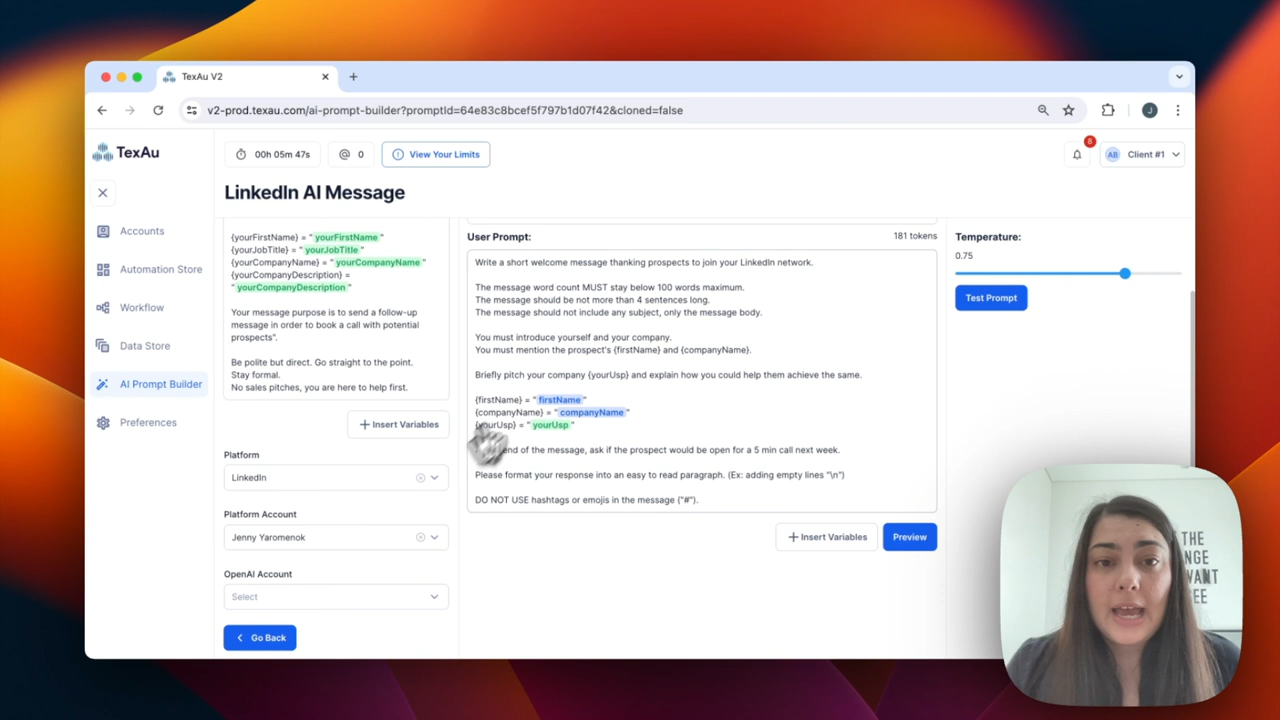 TexAu V2
v2-prod.texau.com/ai-prompt-builder?promptId=64e83c8bcef5f797b1d07f42&cloned=false
J
TexAu
00h 05m 47s
@ 0
View Your Limits
8
AB
Client #1
LinkedIn AI Message
Accounts
Automation Store
Workflow
Data Store
AI Prompt Builder
Preferences
{yourFirstName} = " yourFirstName "
{yourJobTitle} = " yourJobTitle "
{yourCompanyName} = " yourCompanyName "
{yourCompanyDescription} =
" yourCompanyDescription "
Your message purpose is to send a follow-up
message in order to book a call with potential
prospects".
Be polite but direct. Go straight to the point.
Stay formal.
No sales pitches, you are here to help first.
+ Insert Variables
Platform
LinkedIn
Platform Account
Jenny Yaromenok
OpenAI Account
Select
Go Back
User Prompt:
181 tokens
Write a short welcome message thanking prospects to join your LinkedIn network.
The message word count MUST stay below 100 words maximum.
The message should be not more than 4 sentences long.
The message should not include any subject, only the message body.
You must introduce yourself and your company.
You must mention the prospect's {firstName} and {companyName}.
Briefly pitch your company {yourUsp} and explain how you could help them achieve the same.
{firstName} = " firstName "
{companyName} = " companyName "
{yourUsp} = " yourUsp "
end of the message, ask if the prospect would be open for a 5 min call next week.
Please format your response into an easy to read paragraph. (Ex: adding empty lines "\n")
DO NOT USE hashtags or emojis in the message ("#").
+ Insert Variables
Preview
Temperature:
0.75
Test Prompt
THE
NGE
WANT
SEE